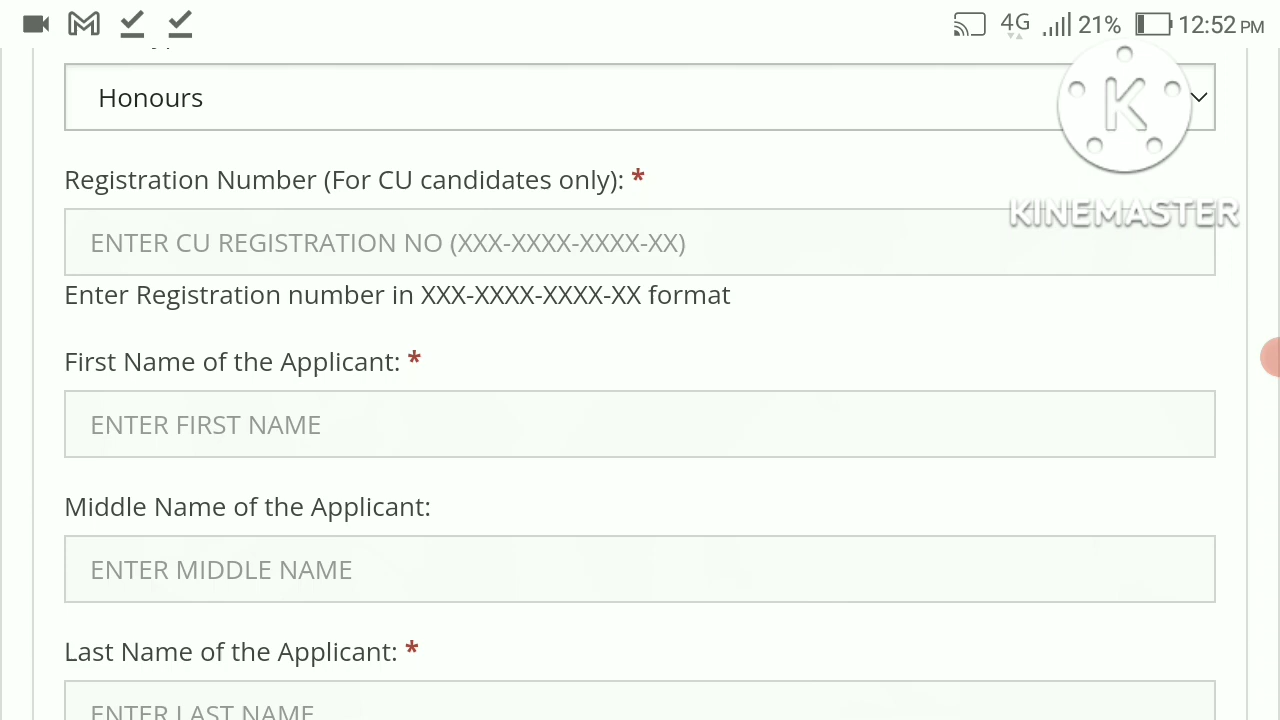 4G 21% 12:52 PM
Honours
K
KINEMASTER
Registration Number (For CU candidates only): *
ENTER CU REGISTRATION NO (XXX-XXXX-XXXX-XX)
Enter Registration number in XXX-XXXX-XXXX-XX format
First Name of the Applicant: *
ENTER FIRST NAME
Middle Name of the Applicant:
ENTER MIDDLE NAME
Last Name of the Applicant: *
ENTER LAST NAME